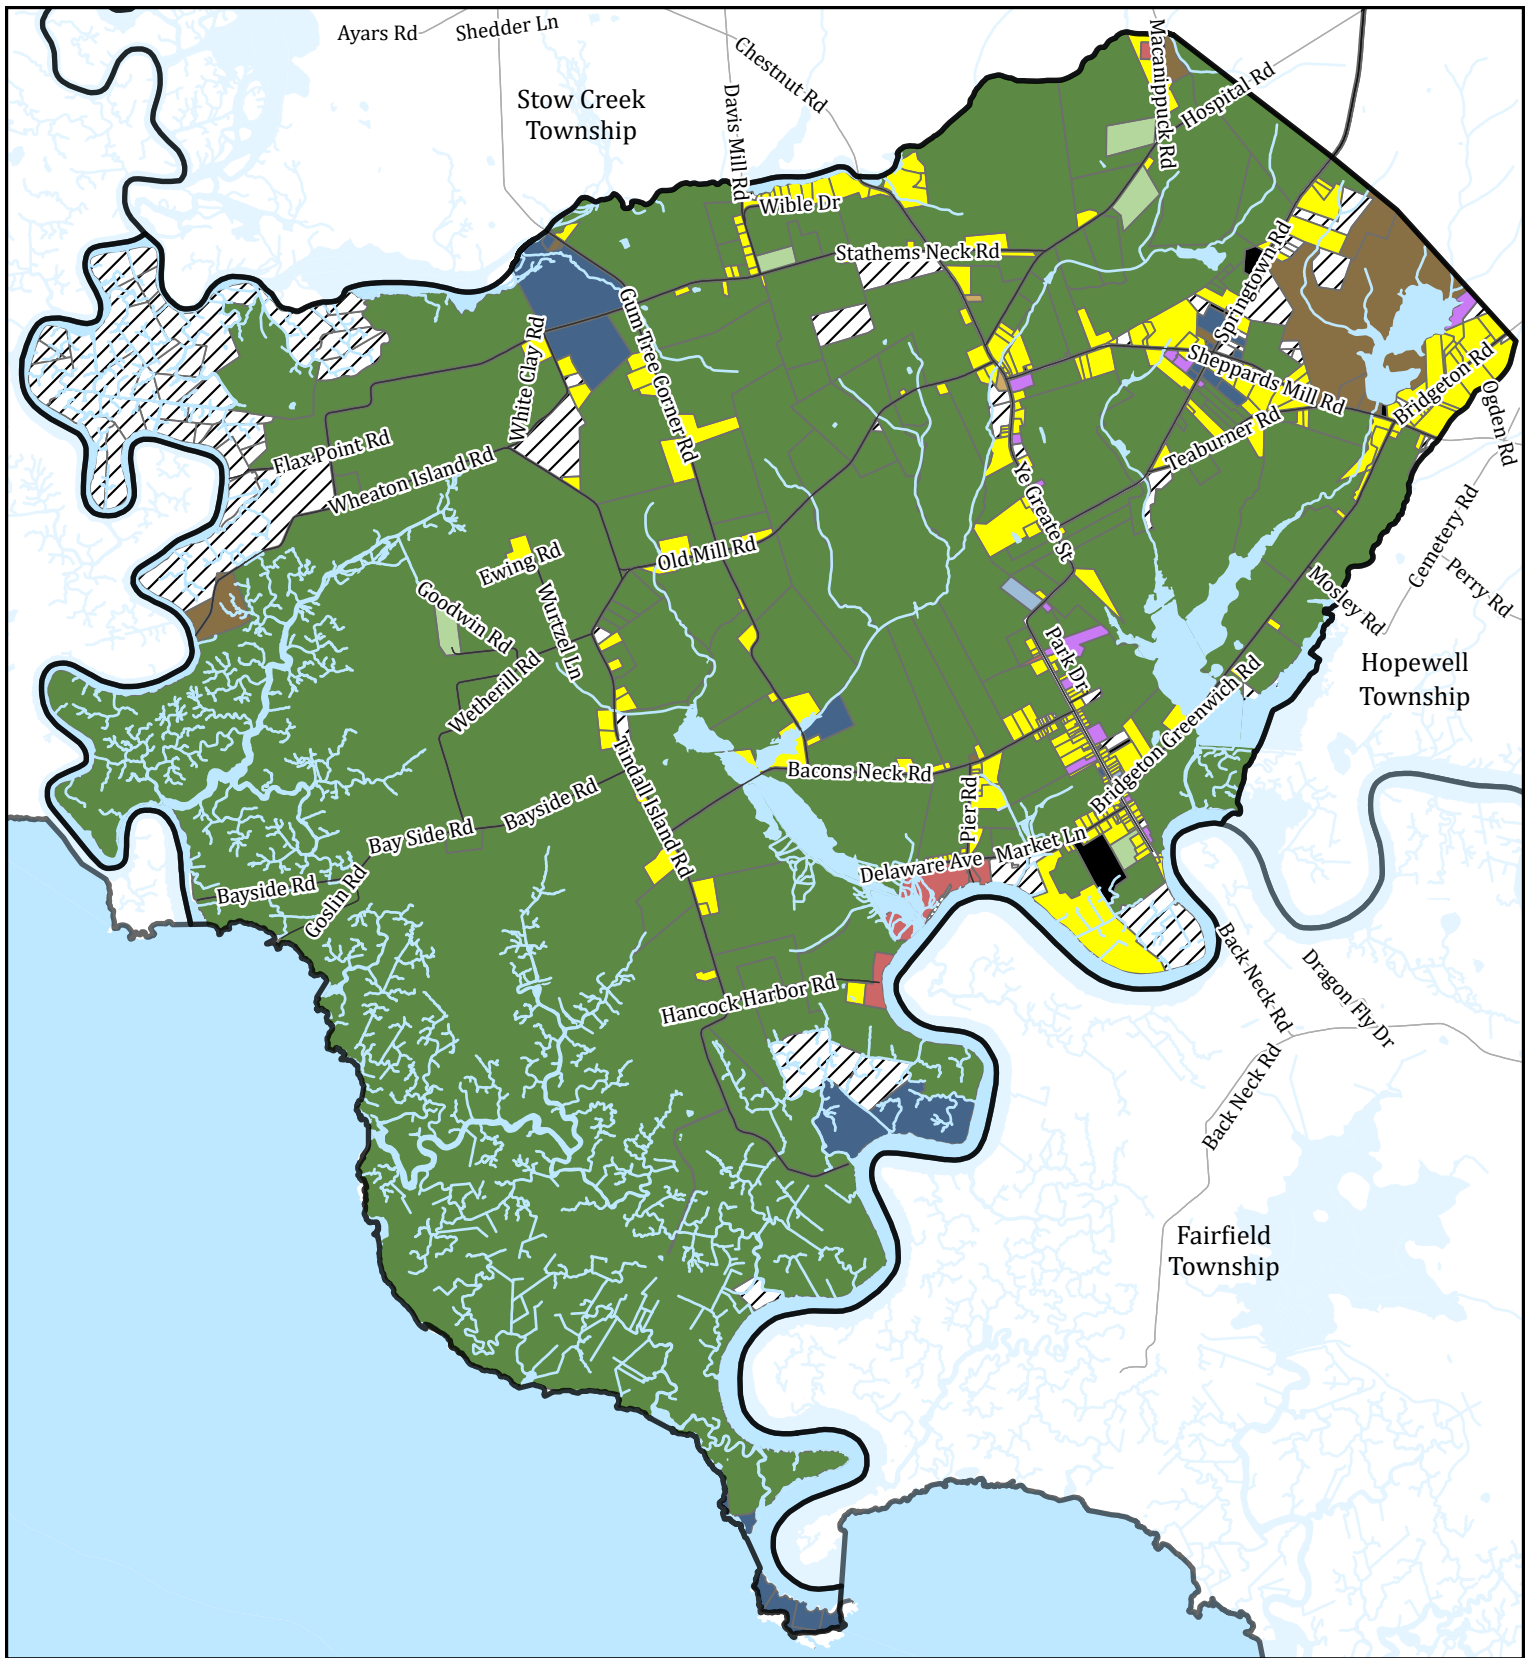 Ayars Rd
Shedder Ln
Chestnut Rd
Macanippuck Rd
Hospital Rd
Stow Creek
Township
Davis Mill Rd
Wible Dr
Stathems Neck Rd
Springtown Rd
Gum Tree Corner Rd
White Clay Rd
Sheppards Mill Rd
Bridgeton Rd
Ogden Rd
Flax Point Rd
Wheaton Island Rd
Teaburner Rd
Ye Greate St
Cemetery Rd
Perry Rd
Mosley Rd
Old Mill Rd
Ewing Rd
Goodwin Rd
Wurtzel Ln
Wetherill Rd
Park Dr
Hopewell
Township
Bridgeton Greenwich Rd
Tindall Island Rd
Bacons Neck Rd
Pier Rd
Bayside Rd
Bay Side Rd
Delaware Ave
Market Ln
Bayside Rd
Goslin Rd
Hancock Harbor Rd
Back Neck Rd
Dragon Fly Dr
Back Neck Rd
Fairfield
Township